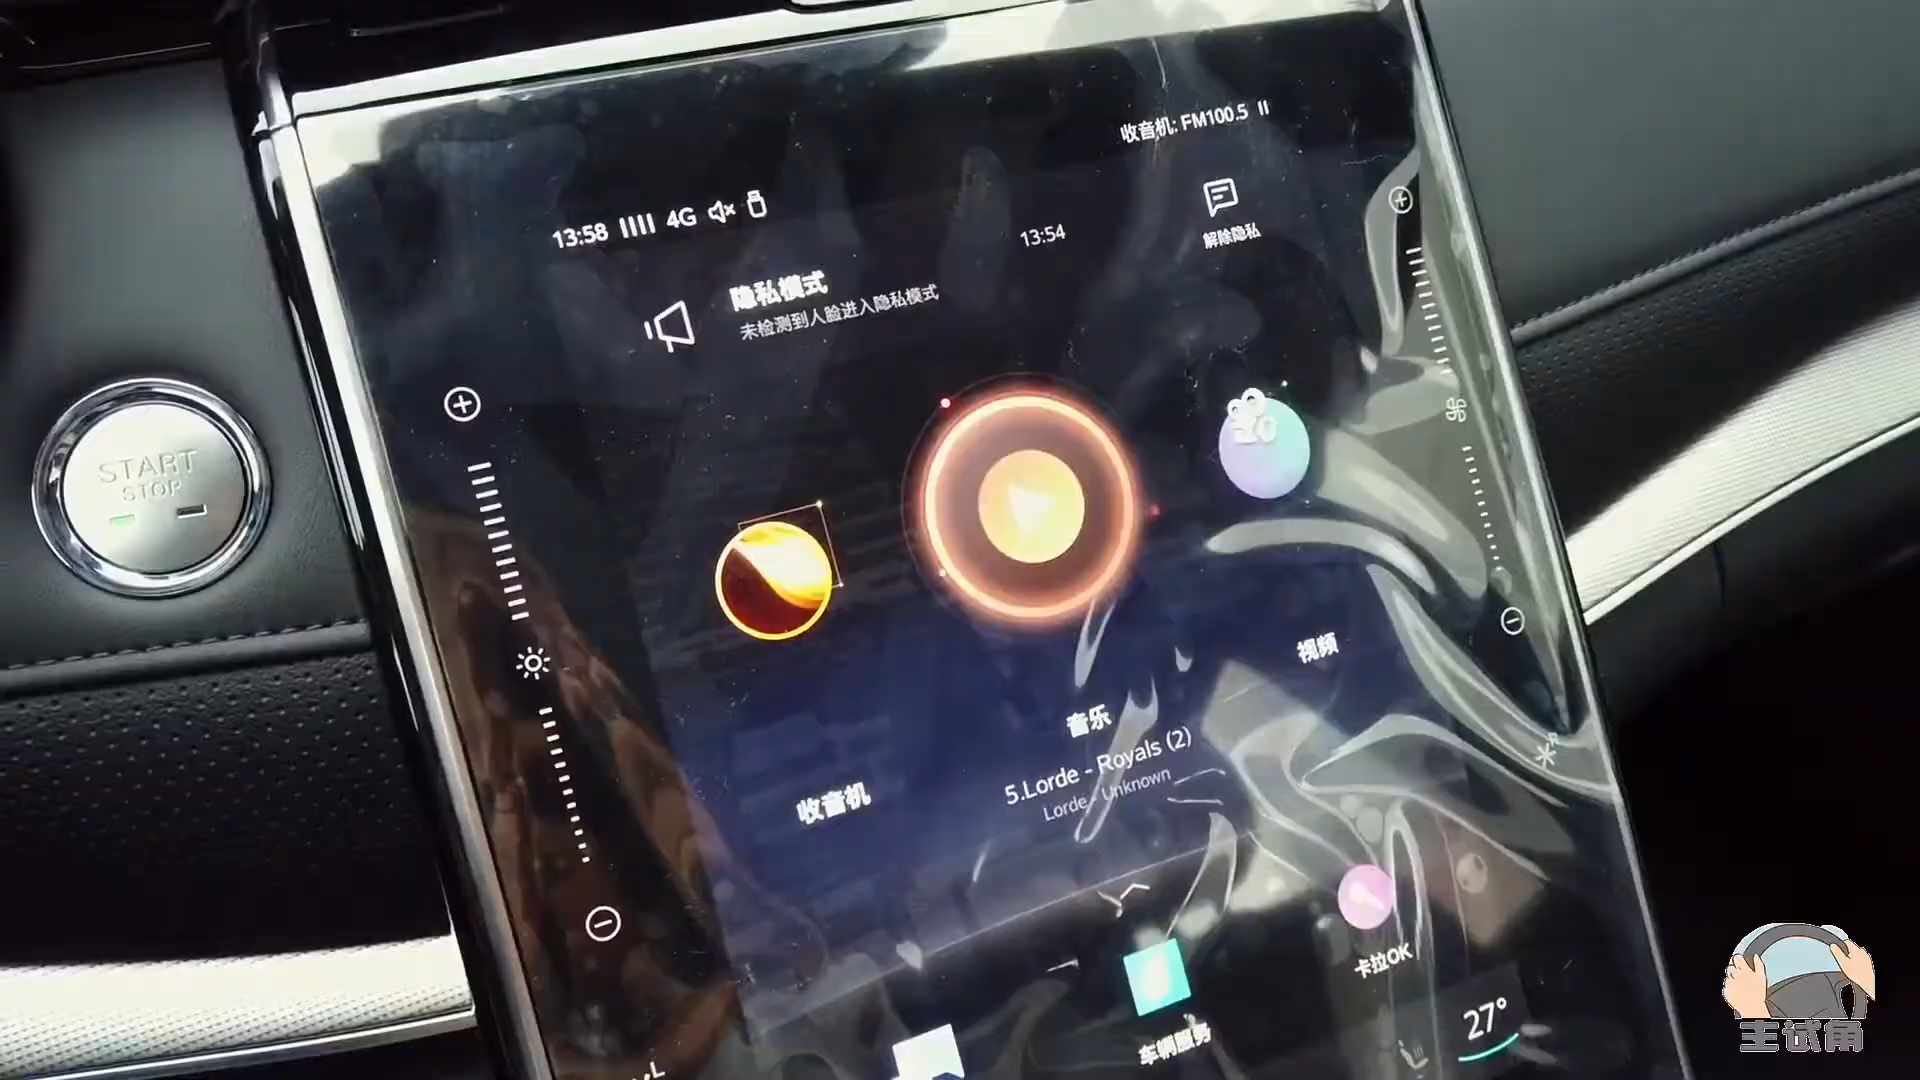 收音机: FM100.5
13:58 4G
13:54
解除隐私
隐私模式
未检测到人脸进入隐私模式
START
STOP
视频
音乐
5.Lorde - Royals (2)
Lorde - Unknown
收音机
卡拉OK
车辆服务
27°
主试角